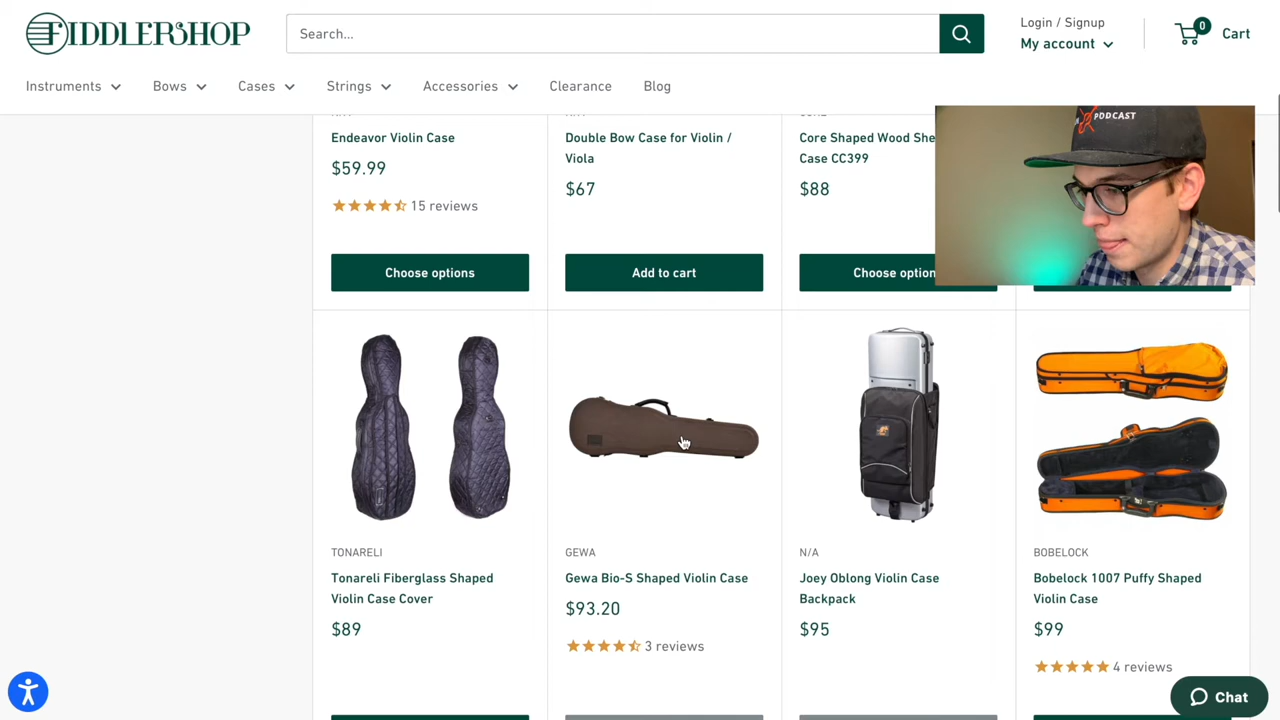 FIDDLERSHOP
Search...
Login / Signup
My account
0
Cart
Instruments
Bows
Cases
Strings
Accessories
Clearance
Blog
PODCAST
Endeavor Violin Case
$59.99
15 reviews
Choose options
Double Bow Case for Violin /
Viola
$67
Add to cart
Core Shaped Wood She
Case CC399
$88
Choose option
TONARELI
Tonareli Fiberglass Shaped
Violin Case Cover
$89
GEWA
Gewa Bio-S Shaped Violin Case
$93.20
3 reviews
N/A
Joey Oblong Violin Case
Backpack
$95
BOBELOCK
Bobelock 1007 Puffy Shaped
Violin Case
$99
4 reviews
Chat